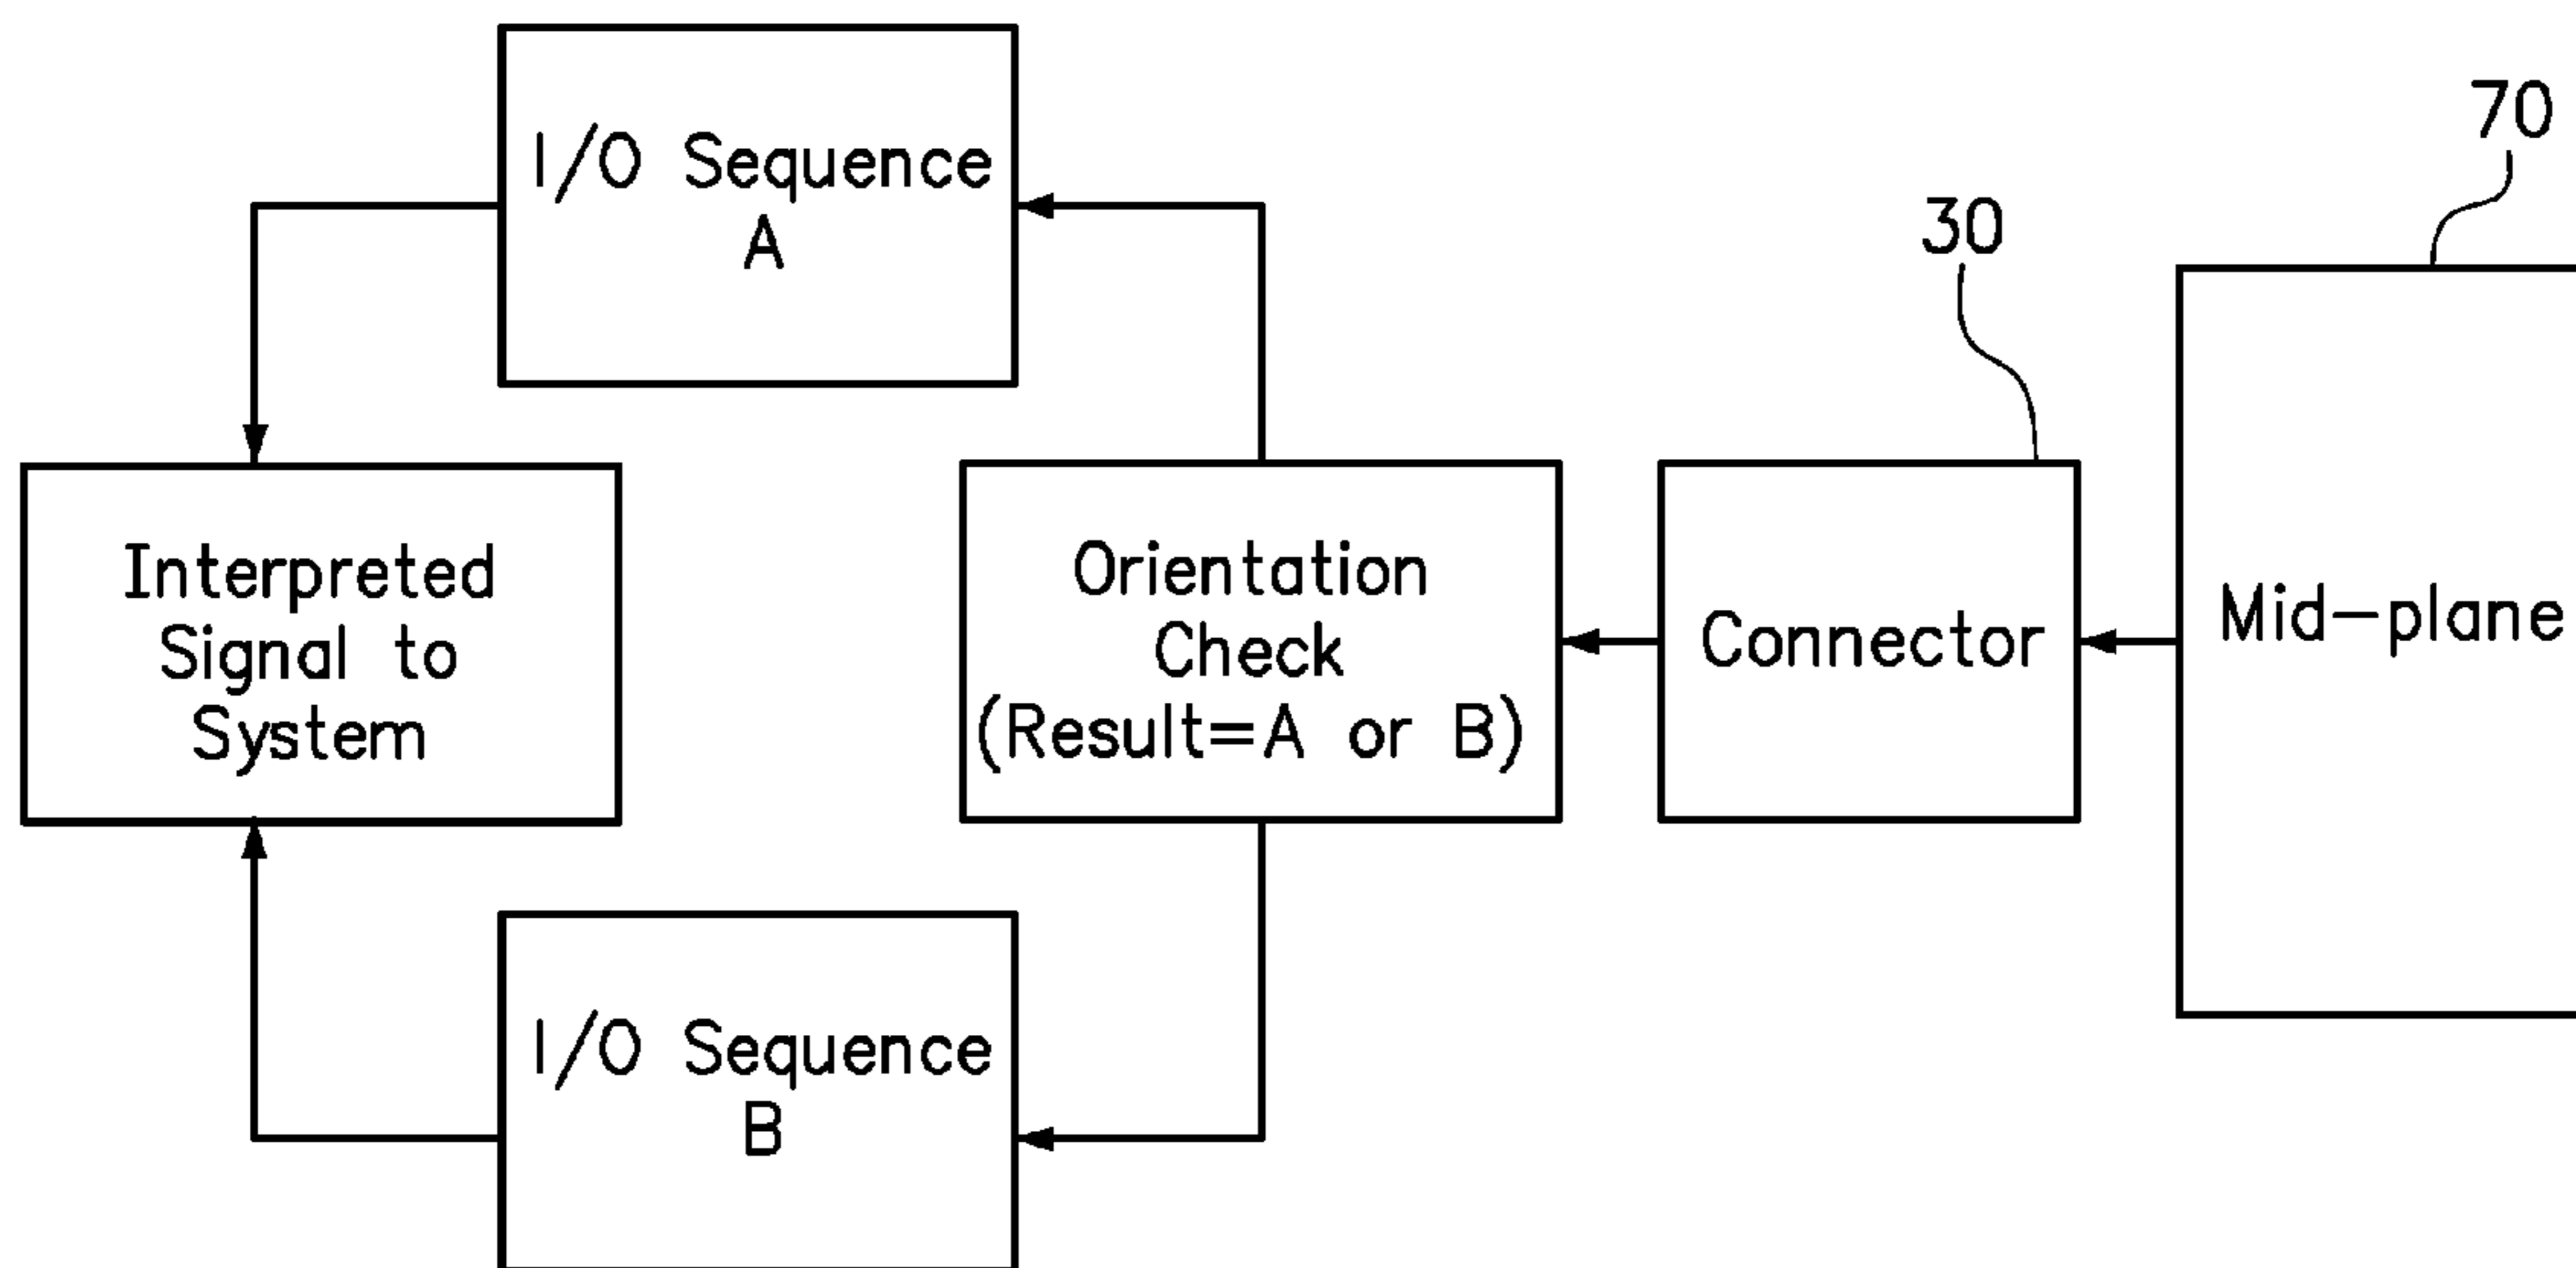 I/O Sequence
A
70
30
Interpreted
Signal to
System
Orientation
Check
(Result=A or B)
Connector
Mid-plane
I/O Sequence
B